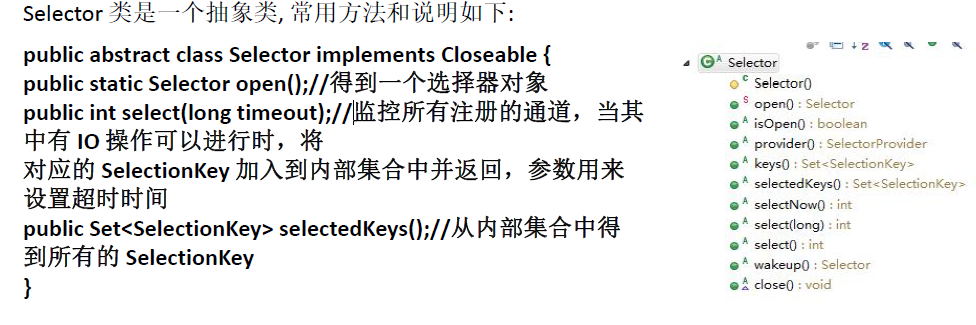 Selector 类是一个抽象类, 常用方法和说明如下:
public abstract class Selector implements Closeable {
public static Selector open();//得到一个选择器对象
public int select(long timeout);//监控所有注册的通道，当其
中有 IO 操作可以进行时，将
对应的 SelectionKey 加入到内部集合中并返回，参数用来
设置超时时间
public Set<SelectionKey> selectedKeys();//从内部集合中得
到所有的 SelectionKey
}
Selector
Selector()
open() : Selector
isOpen() : boolean
provider() : SelectorProvider
keys() : Set<SelectionKey>
selectedKeys() : Set<SelectionKey>
selectNow() : int
select(long) : int
select() : int
wakeup() : Selector
close() : void